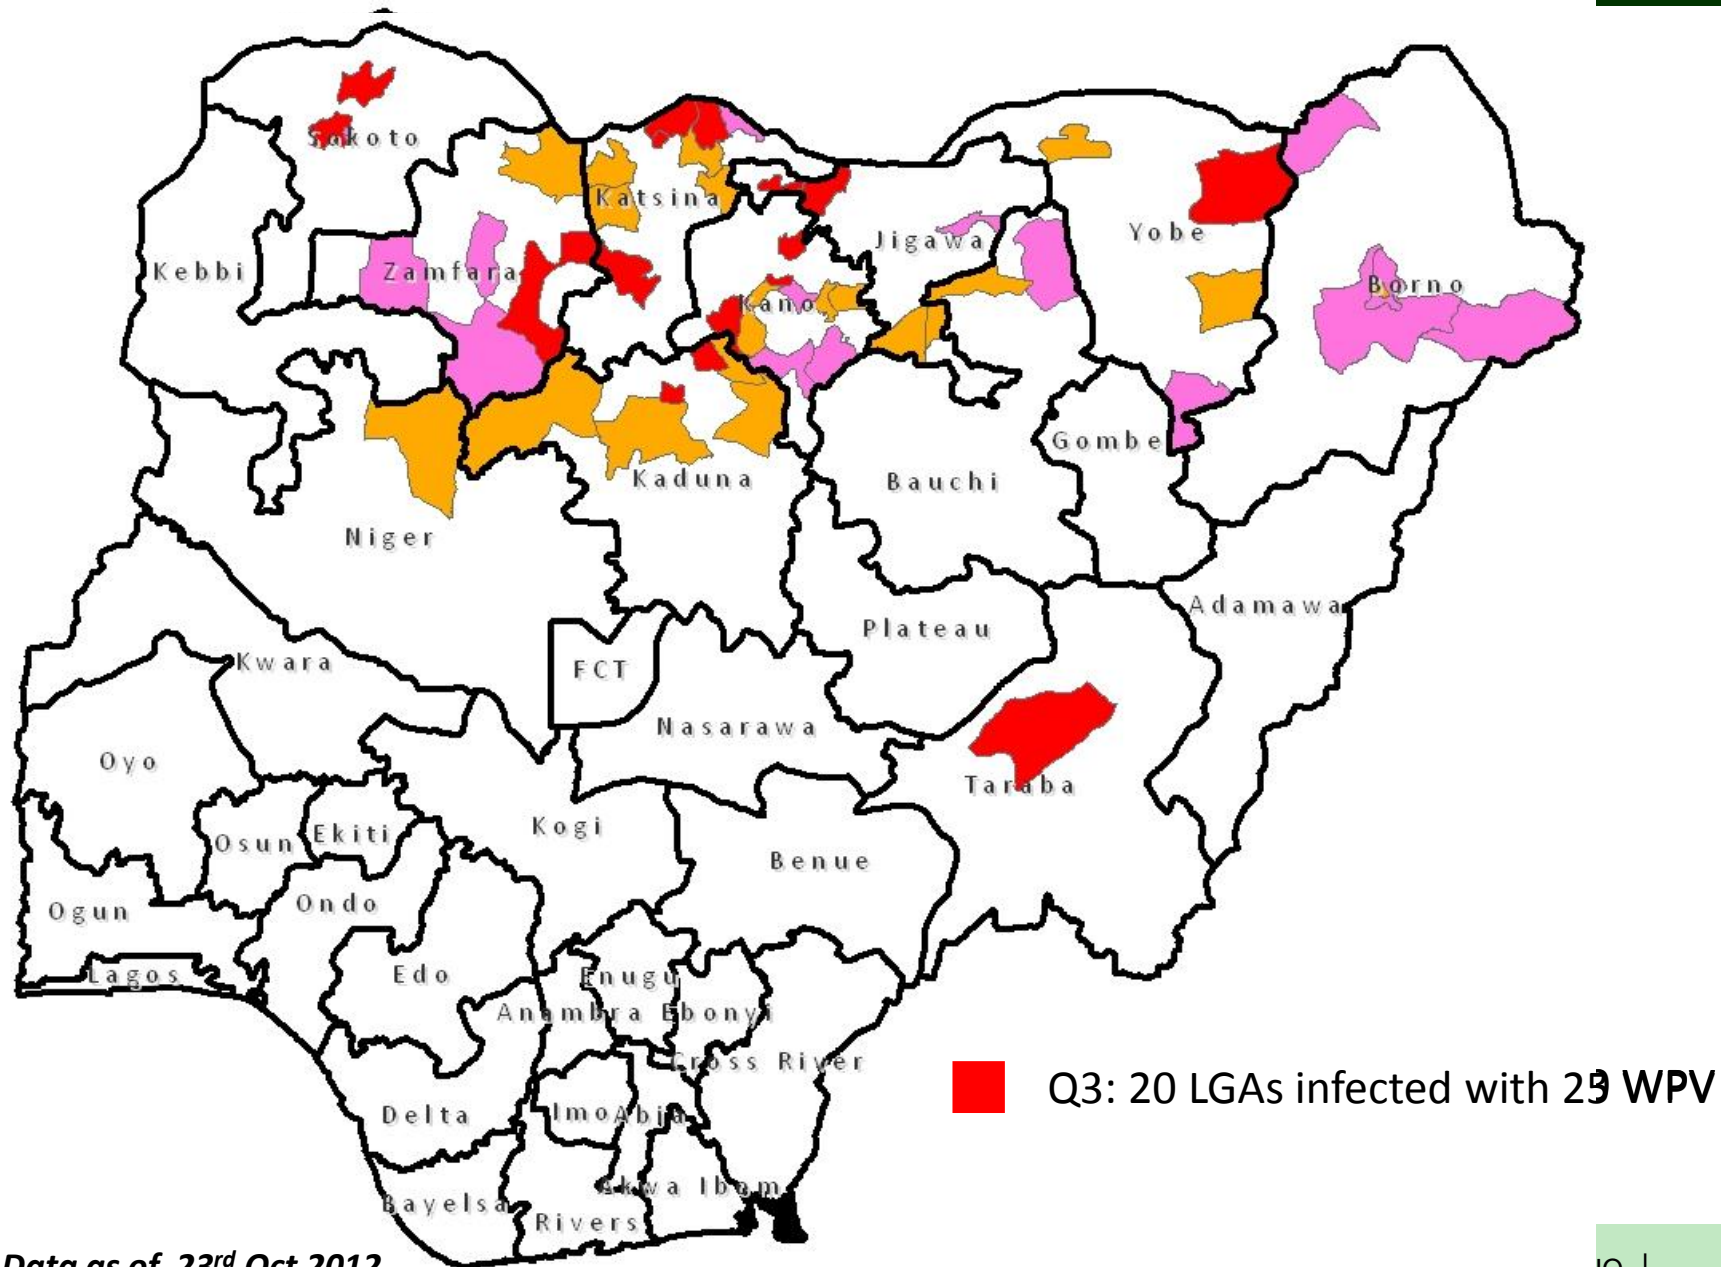 Sokoto
Katsina
Kebbi
Zamfara
Jigawa
Yobe
Kano
Borno
Gombe
Bauchi
Kaduna
Niger
Adamawa
Plateau
Kwara
FCT
Nasarawa
Oyo
Taraba
Kogi
Osun
Ekiti
Benue
Ogun
Ondo
Lagos
Edo
Enugu
Anambra
Ebonyi
Cross River
Q3: 20 LGAs infected with WPV
Delta
Imo
Abia
Akwa Ibom
Bayelsa
Rivers
Data as of 23rd Oct 2012